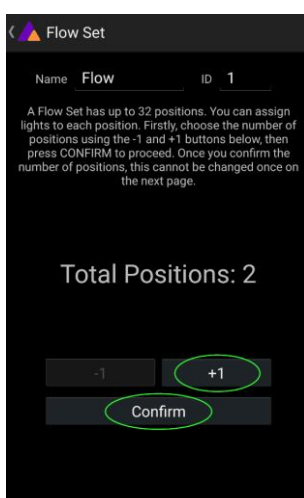 Flow Set
Name Flow ID 1
A Flow Set has up to 32 positions. You can assign
lights to each position. Firstly, choose the number of
positions using the -1 and +1 buttons below, then
press CONFIRM to proceed. Once you confirm the
number of positions, this cannot be changed once on
the next page.
Total Positions: 2
-1 +1
Confirm